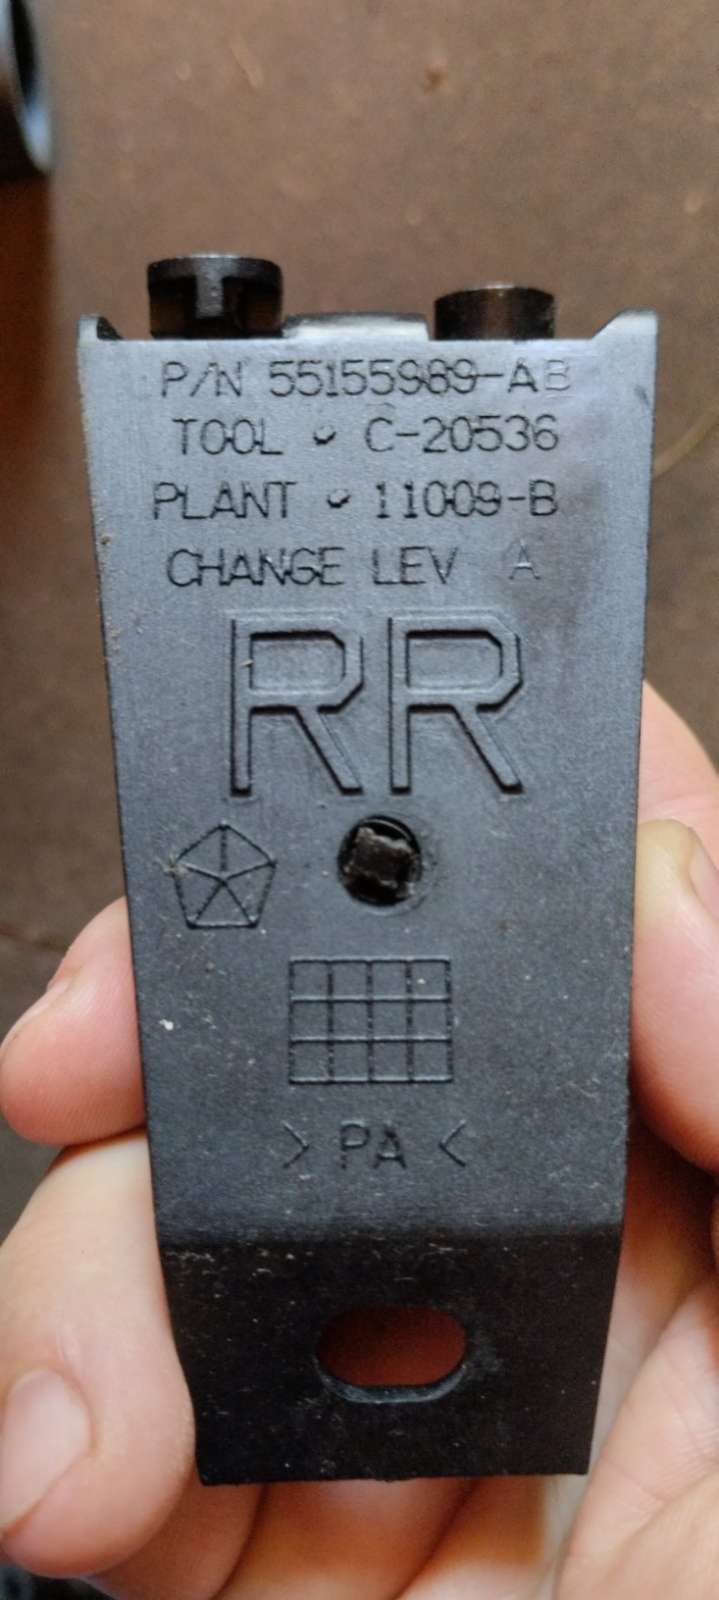 P/N 55155989-AB
TOOL - C-20536
PLANT - 11009-B
CHANGE LEV A
RR
> PA <